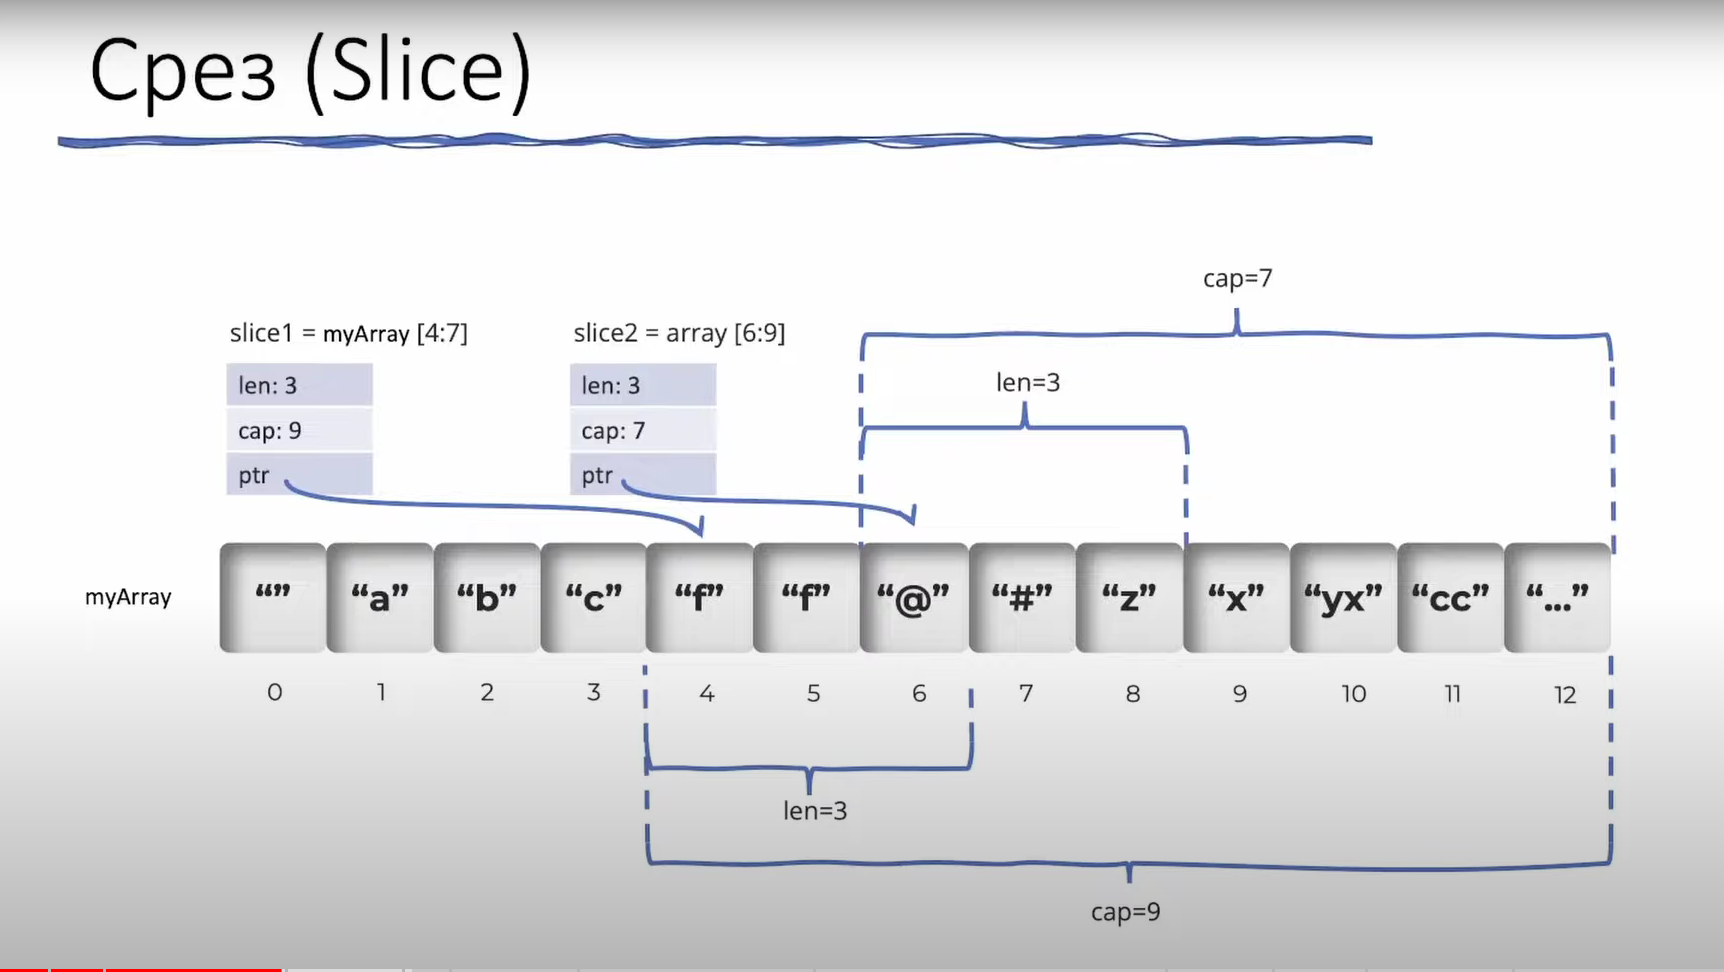 Срез (Slice)
cap=7
slice1 = myArray [4:7]
slice2 = array [6:9]
len=3
len: 3
len: 3
cap: 9
cap: 7
ptr
ptr
myArray
“” “a” “b” “c” “f” “f” “@” “#” “z” “x” “yx” “cc” “...”
0 1 2 3 4 5 6 7 8 9 10 11 12
len=3
cap=9